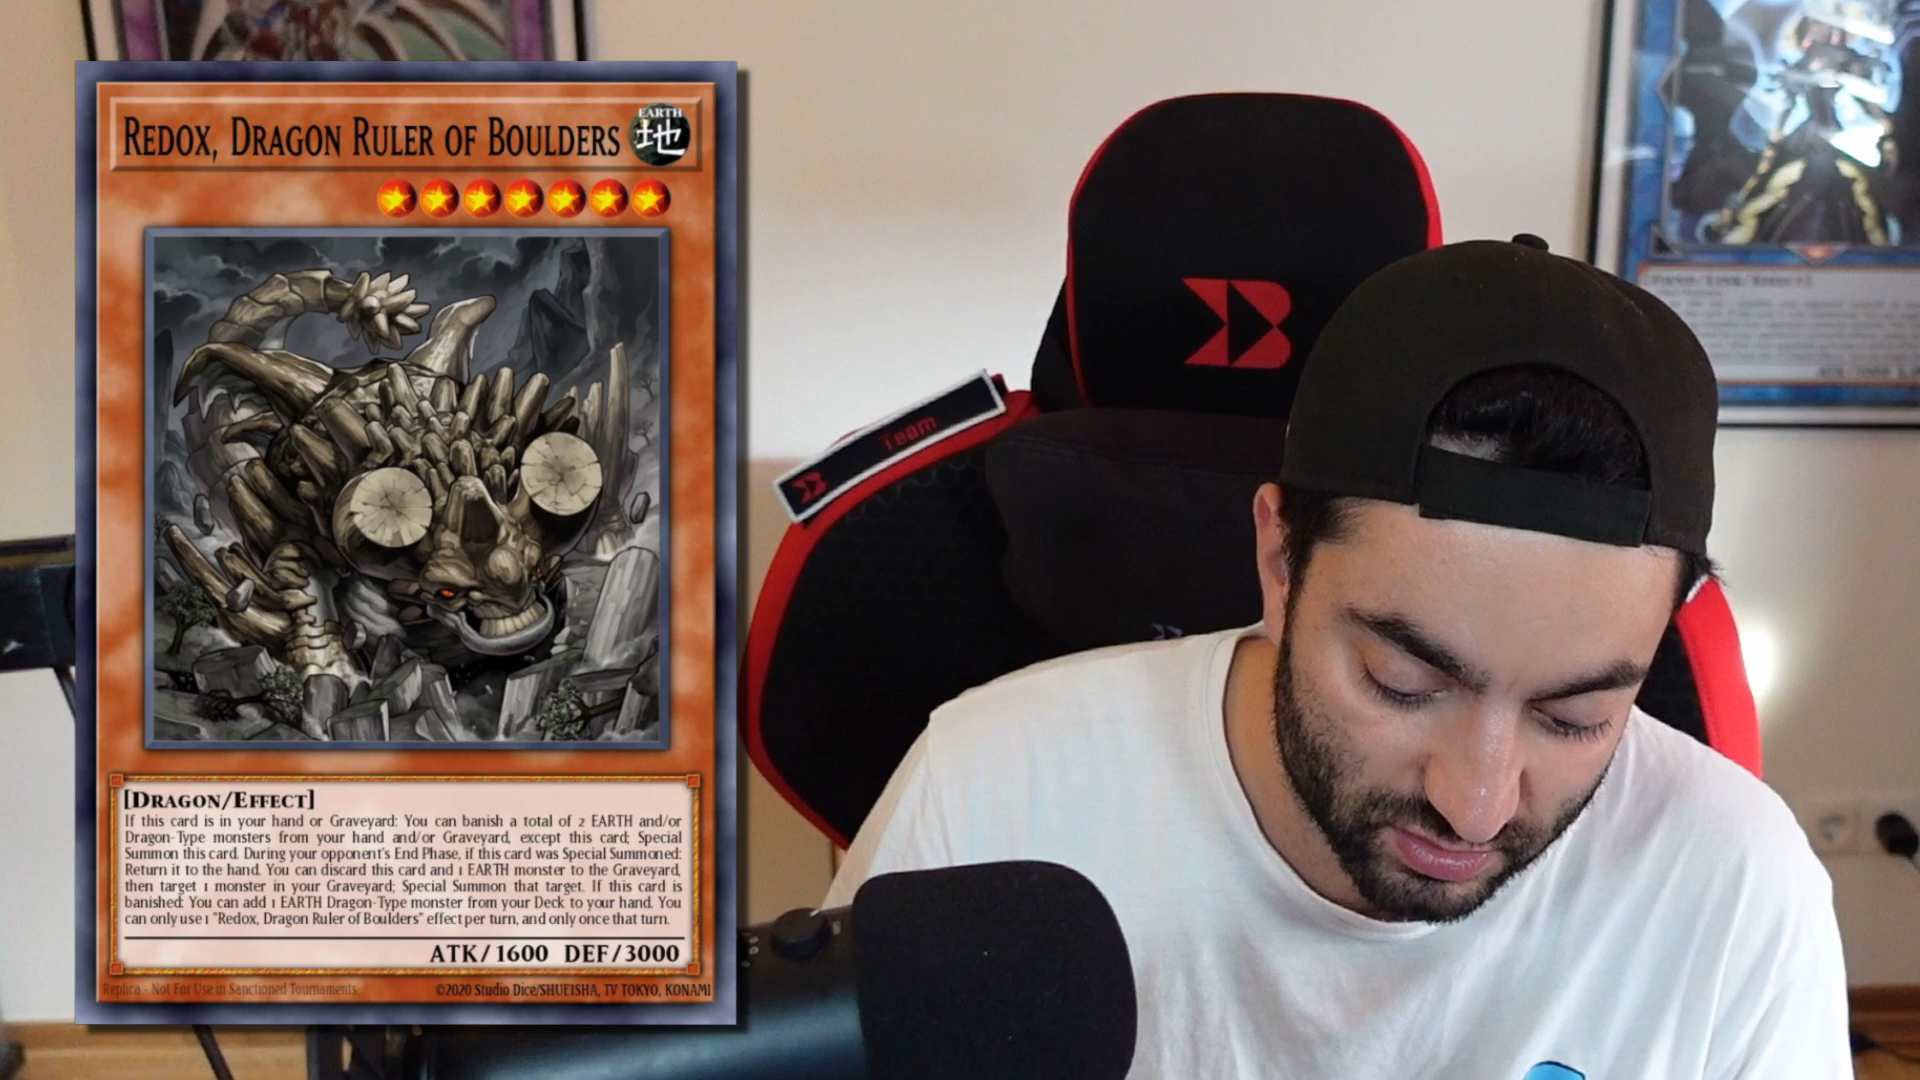 REDOX, DRAGON RULER OF BOULDERS
EARTH
地
[DRAGON/EFFECT]
If this card is in your hand or Graveyard: You can banish a total of 2 EARTH and/or
Dragon-Type monsters from your hand and/or Graveyard, except this card; Special
Summon this card. During your opponent's End Phase, if this card was Special Summoned:
Return it to the hand. You can discard this card and 1 EARTH monster to the Graveyard,
then target 1 monster in your Graveyard; Special Summon that target. If this card is
banished: You can add 1 EARTH Dragon-Type monster from your Deck to your hand. You
can only use 1 "Redox, Dragon Ruler of Boulders" effect per turn, and only once that turn.
ATK/1600 DEF/3000
Replica - Not For Use in Sanctioned Tournaments
©2020 Studio Dice/SHUEISHA, TV TOKYO, KONAMI
Team